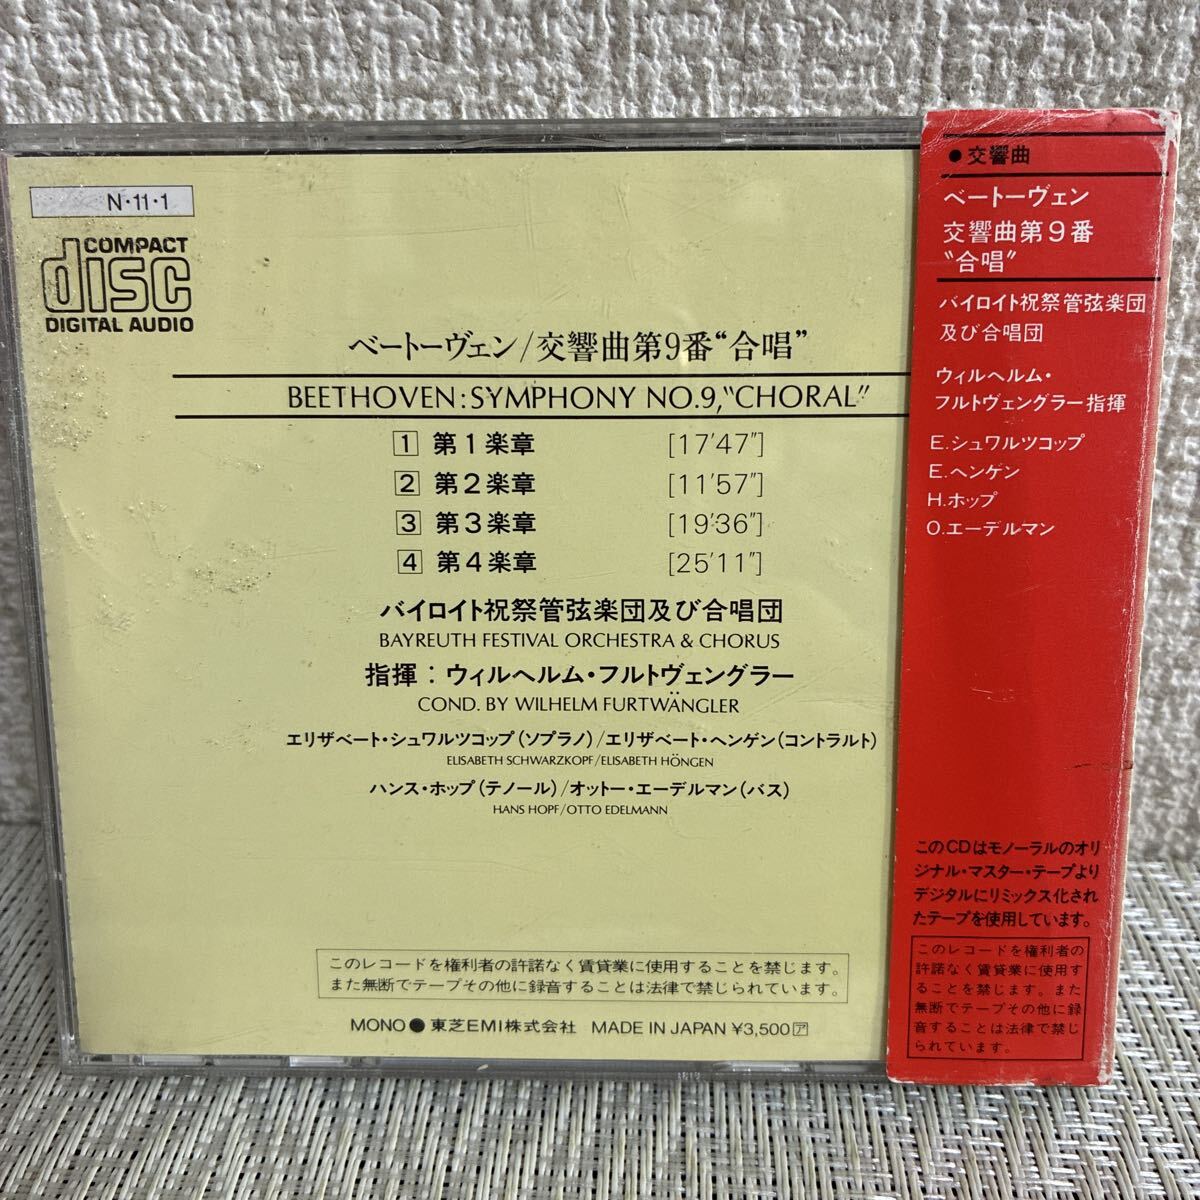 N·11·1
COMPACT
disc
DIGITAL AUDIO
ベートーヴェン/交響曲第9番“合唱”
BEETHOVEN:SYMPHONY NO.9,"CHORAL"
1 第1楽章 [17'47"]
2 第2楽章 [11'57"]
3 第3楽章 [19'36"]
4 第4楽章 [25'11"]
バイロイト祝祭管弦楽団及び合唱団
BAYREUTH FESTIVAL ORCHESTRA & CHORUS
指揮:ウィルヘルム・フルトヴェングラー
COND. BY WILHELM FURTWÄNGLER
エリザベート・シュワルツコップ(ソプラノ)/エリザベート・ヘンゲン(コントラルト)
ELISABETH SCHWARZKOPF/ELISABETH HÖNGEN
ハンス・ホップ(テノール)/オットー・エーデルマン(バス)
HANS HOPF/OTTO EDELMANN
このレコードを権利者の許諾なく賃貸業に使用することを禁じます。
また無断でテープその他に録音することは法律で禁じられています。
MONO●東芝EMI株式会社 MADE IN JAPAN ¥3,500ア
●交響曲
ベートーヴェン
交響曲第9番
“合唱”
バイロイト祝祭管弦楽団
及び合唱団
ウィルヘルム・
フルトヴェングラー指揮
E.シュワルツコップ
E.ヘンゲン
H.ホップ
O.エーデルマン
このCDはモノーラルのオリ
ジナル・マスター・テープより
デジタルにリミックス化され
たテープを使用しています。
このレコードを権利者の
許諾なく賃貸業に使用す
ることを禁じます。また
無断でテープその他に録
音することは法律で禁じ
られています。